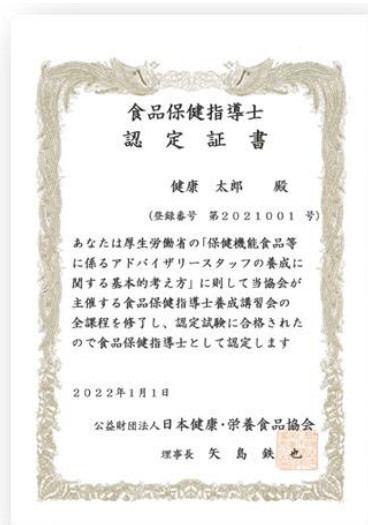 食品保健指導士
認定証書
健康 太郎 殿
(登録番号 第2021001 号)
あなたは厚生労働省の「保健機能食品等
に係るアドバイザリースタッフの養成に
関する基本的考え方」に則して当協会が
主催する食品保健指導士養成講習会の
全課程を修了し、認定試験に合格された
ので食品保健指導士として認定します
2022年1月1日
公益財団法人日本健康・栄養食品協会
理事長 矢島 鉄也